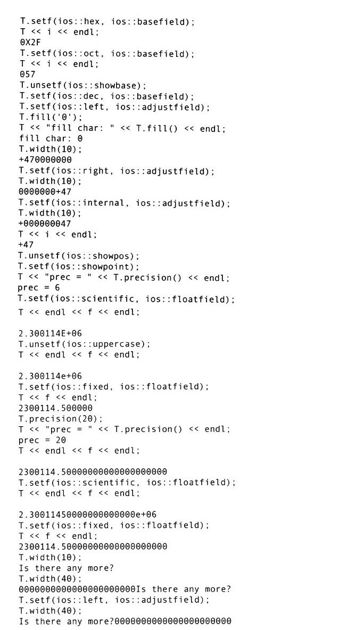 T.setf(ios::hex, ios::basefield);
T << i << endl;
0X2F
T.setf(ios::oct, ios::basefield);
T << i << endl;
057
T.unsetf(ios::showbase);
T.setf(ios::dec, ios::basefield);
T.setf(ios::left, ios::adjustfield);
T.fill('0');
T << "fill char: " << T.fill() << endl;
fill char: 0
T.width(10);
+470000000
T.setf(ios::right, ios::adjustfield);
T.width(10);
0000000+47
T.setf(ios::internal, ios::adjustfield);
T.width(10);
+000000047
T << i << endl;
+47
T.unsetf(ios::showpos);
T.setf(ios::showpoint);
T << "prec = " << T.precision() << endl;
prec = 6
T.setf(ios::scientific, ios::floatfield);
T << endl << f << endl;
2.300114E+06
T.unsetf(ios::uppercase);
T << endl << f << endl;
2.300114e+06
T.setf(ios::fixed, ios::floatfield);
T << f << endl;
2300114.500000
T.precision(20);
T << "prec = " << T.precision() << endl;
prec = 20
T << endl << f << endl;
2300114.50000000000000000000
T.setf(ios::scientific, ios::floatfield);
T << endl << f << endl;
2.30011450000000000000e+06
T.setf(ios::fixed, ios::floatfield);
T << f << endl;
2300114.50000000000000000000
T.width(10);
Is there any more?
T.width(40);
0000000000000000000000Is there any more?
T.setf(ios::left, ios::adjustfield);
T.width(40);
Is there any more?0000000000000000000000